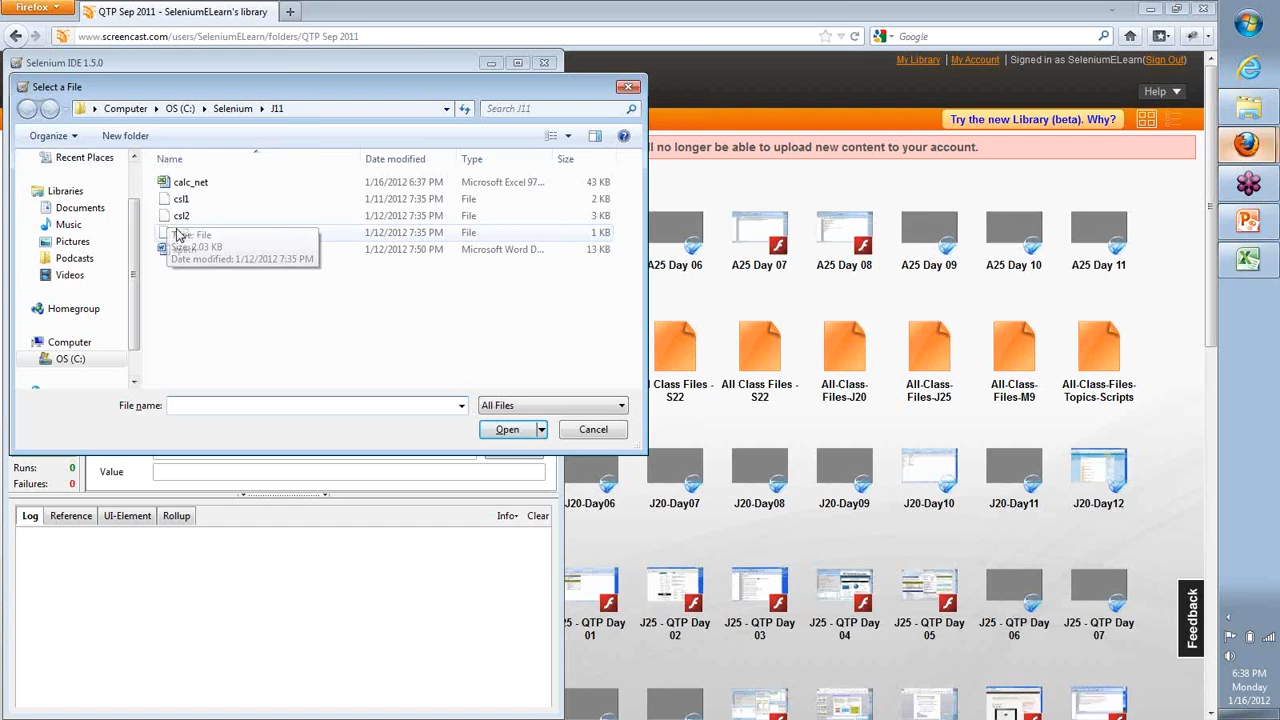 Firefox
QTP Sep 2011 - SeleniumELearn's library
www.screencast.com/users/SeleniumELearn/folders/QTP Sep 2011
Google
Selenium IDE 1.5.0
My Library My Account Signed in as SeleniumELearn(Sign Out)
Help
Try the new Library (beta). Why?
ll no longer be able to upload new content to your account.
Select a File
Computer OS (C:) Selenium J11
Search J11
Organize
New folder
Name Date modified Type Size
calc_net 1/16/2012 6:37 PM Microsoft Excel 97... 43 KB
csl1 1/11/2012 7:35 PM File 2 KB
csl2 1/12/2012 7:35 PM File 3 KB
1/12/2012 7:35 PM File 1 KB
1/12/2012 7:50 PM Microsoft Word D... 13 KB
File
2.03 KB
Date modified: 1/12/2012 7:35 PM
Recent Places
Libraries
Documents
Music
Pictures
Podcasts
Videos
Homegroup
Computer
OS (C:)
File name:
All Files
Open
Cancel
Runs: 0
Failures: 0
Value
Log Reference UI-Element Rollup Info Clear
A25 Day 06 A25 Day 07 A25 Day 08 A25 Day 09 A25 Day 10 A25 Day 11
l Class Files - S22
All Class Files - S22
All-Class-Files-J20
All-Class-Files-J25
All-Class-Files-M9
All-Class-Files-Topics-Scripts
J20-Day06 J20-Day07 J20-Day08 J20-Day09 J20-Day10 J20-Day11 J20-Day12
J25 - QTP Day 01
J25 - QTP Day 02
J25 - QTP Day 03
J25 - QTP Day 04
J25 - QTP Day 05
J25 - QTP Day 06
J25 - QTP Day 07
Feedback
6:38 PM
Monday
1/16/2012